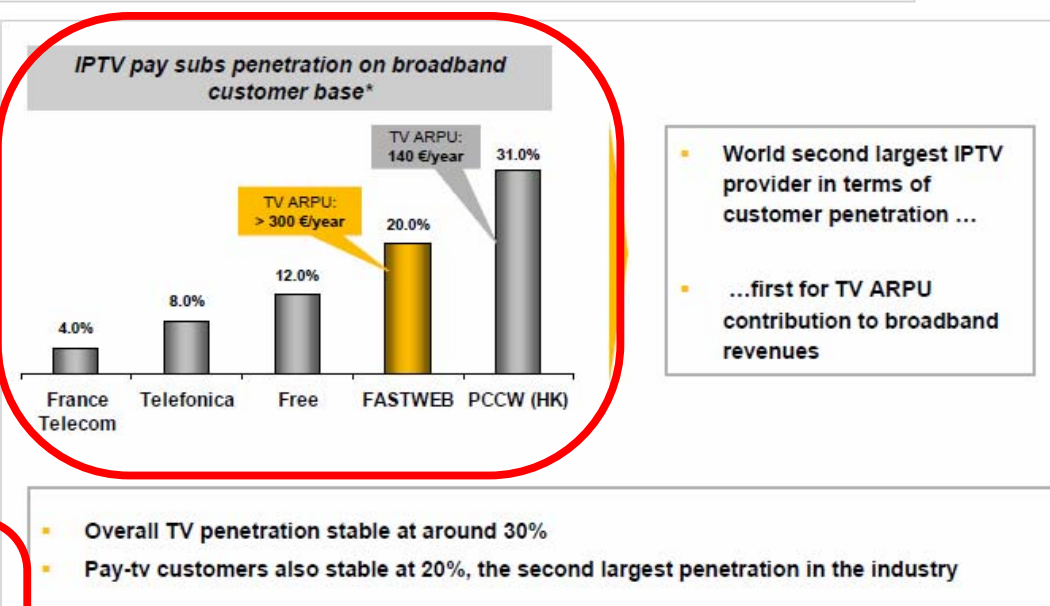 IPTV pay subs penetration on broadband
customer base*
TV ARPU:
140 €/year
31.0%
TV ARPU:
> 300 €/year
20.0%
12.0%
8.0%
4.0%
France
Telecom
Telefonica
Free
FASTWEB
PCCW (HK)
World second largest IPTV
provider in terms of
customer penetration …
…first for TV ARPU
contribution to broadband
revenues
Overall TV penetration stable at around 30%
Pay-tv customers also stable at 20%, the second largest penetration in the industry